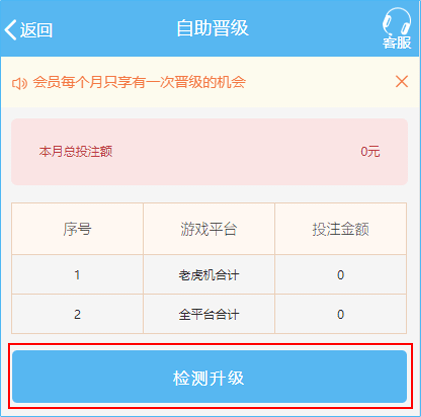 返回
自助晋级
客服
会员每个月只享有一次晋级的机会
本月总投注额 0元
序号 游戏平台 投注金额
1 老虎机合计 0
2 全平台合计 0
检测升级